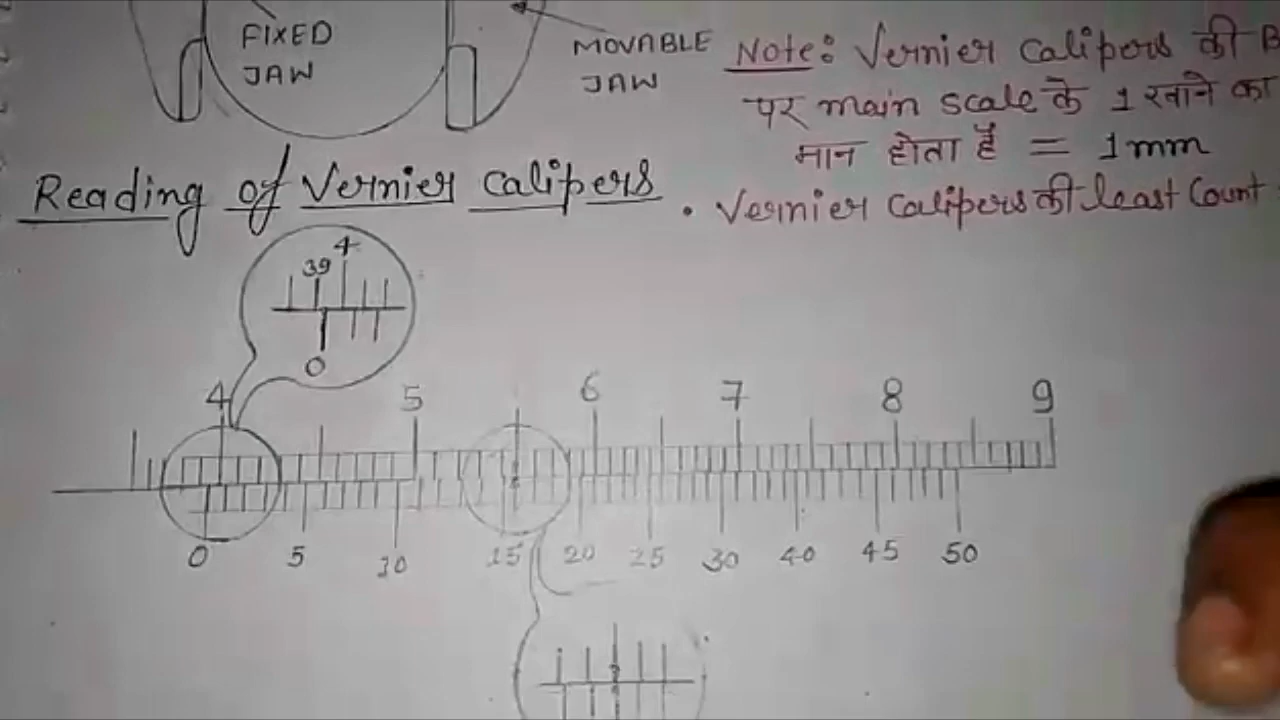 FIXED
JAW
MOVABLE
JAW
Note: Vernier Calipers की B
पर main scale के 1 खाने का
मान होता है = 1mm
• Vernier Calipers की least Count
Reading of Vernier Calipers
39 4
0
4 5 6 7 8 9
0 5 10 15 20 25 30 40 45 50